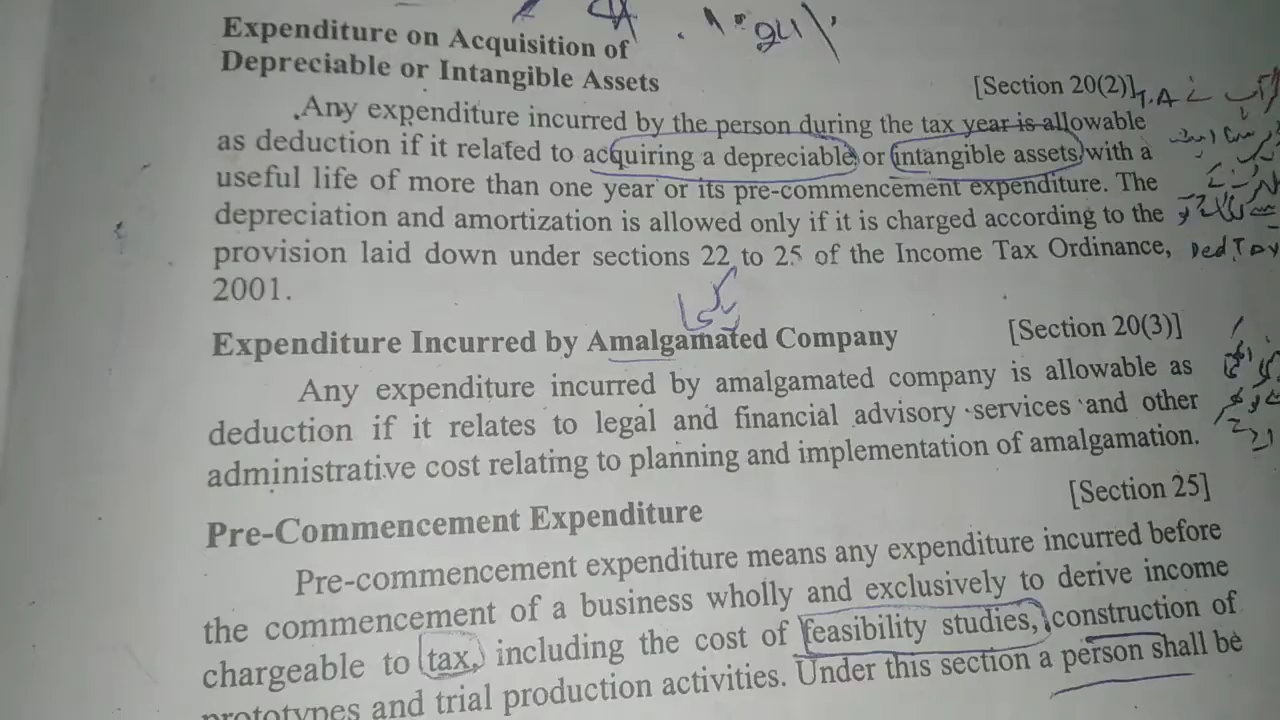 Expenditure on Acquisition of
Depreciable or Intangible Assets
[Section 20(2)]
Any expenditure incurred by the person during the tax year is allowable
as deduction if it related to acquiring a depreciable or intangible assets with a
useful life of more than one year or its pre-commencement expenditure. The
depreciation and amortization is allowed only if it is charged according to the
provision laid down under sections 22 to 25 of the Income Tax Ordinance,
2001.
Expenditure Incurred by Amalgamated Company [Section 20(3)]
Any expenditure incurred by amalgamated company is allowable as
deduction if it relates to legal and financial advisory services and other
administrative cost relating to planning and implementation of amalgamation.
Pre-Commencement Expenditure [Section 25]
Pre-commencement expenditure means any expenditure incurred before
the commencement of a business wholly and exclusively to derive income
chargeable to tax, including the cost of feasibility studies, construction of
prototypes and trial production activities. Under this section a person shall be